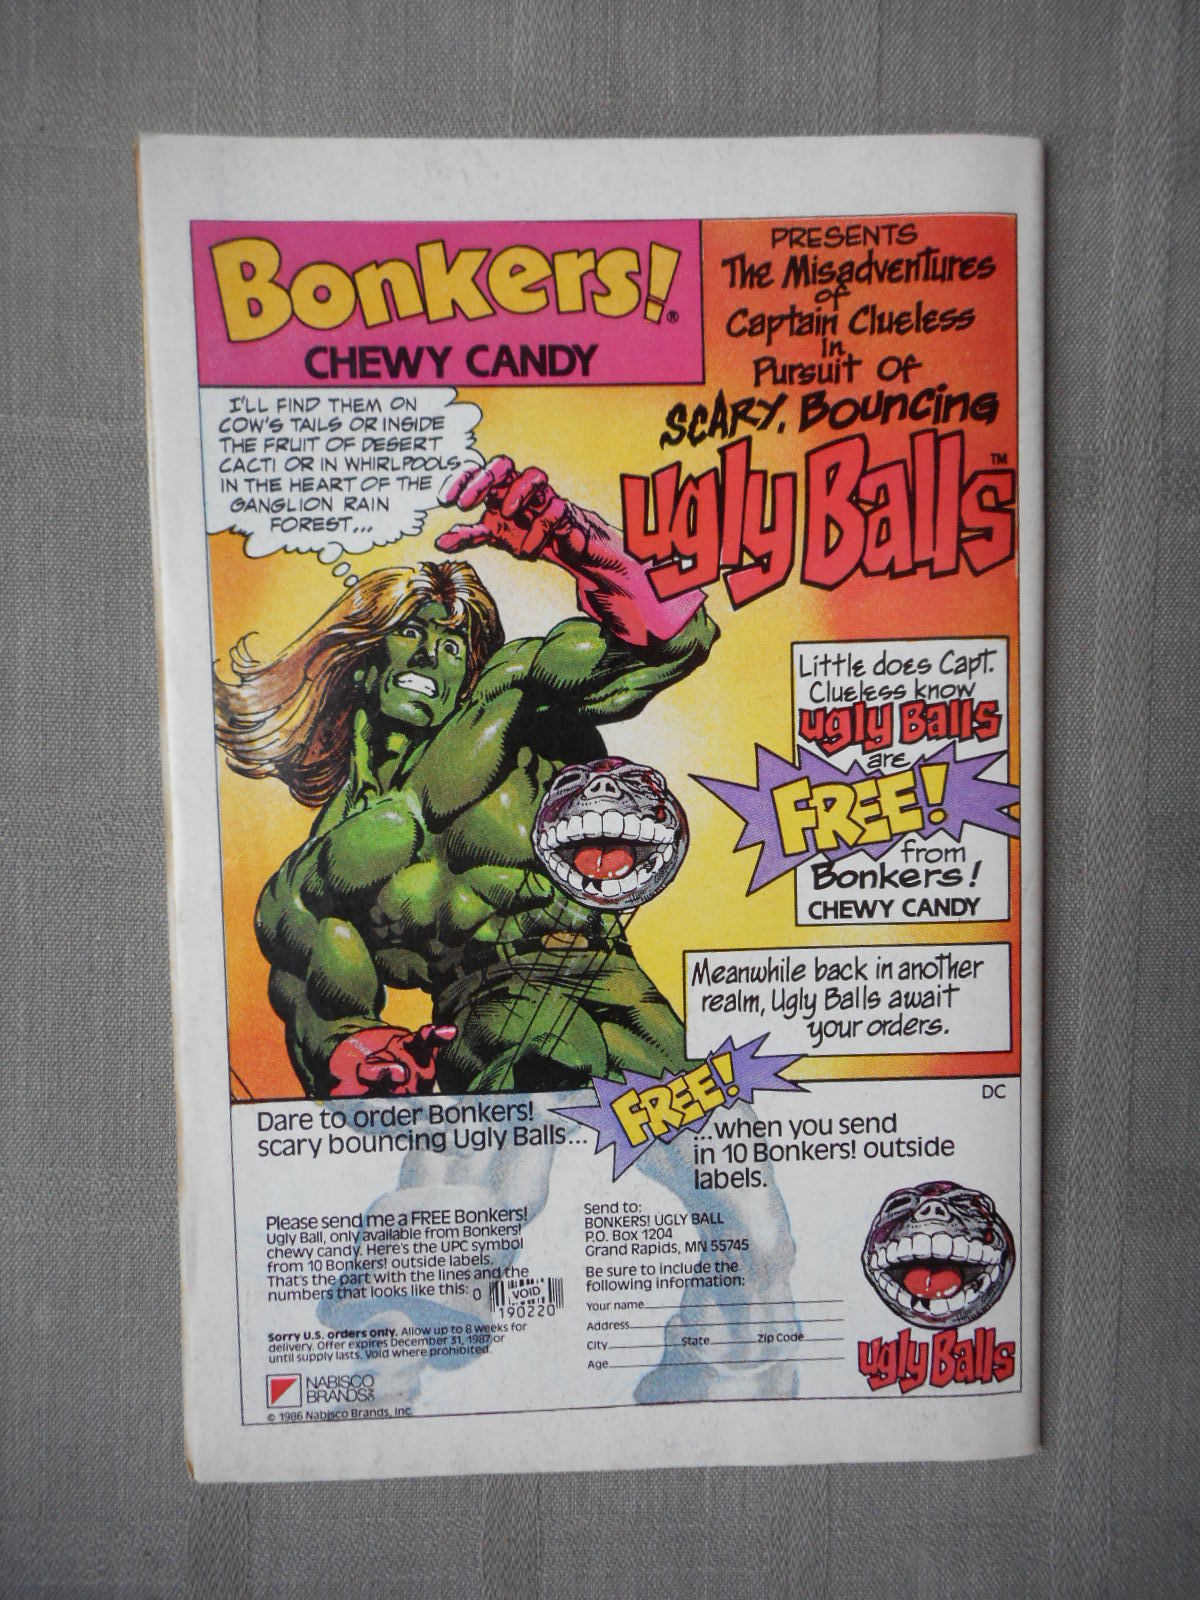 Bonkers!®
CHEWY CANDY
PRESENTS
The Misadventures
of
Captain Clueless
In
Pursuit Of
SCARY, Bouncing
Ugly Balls™
I'LL FIND THEM ON
COW'S TAILS OR INSIDE
THE FRUIT OF DESERT
CACTI OR IN WHIRLPOOLS
IN THE HEART OF THE
GANGLION RAIN
FOREST...
Little does Capt.
Clueless know
Ugly Balls
are
FREE!
from
Bonkers!
CHEWY CANDY
Meanwhile back in another
realm, Ugly Balls await
your orders.
DC
Dare to order Bonkers!
scary bouncing Ugly Balls...
FREE!
...when you send
in 10 Bonkers! outside
labels.
Please send me a FREE Bonkers!
Ugly Ball, only available from Bonkers!
chewy candy. Here's the UPC symbol
from 10 Bonkers! outside labels.
That's the part with the lines and the
numbers that looks like this: 0
VOID
190220
Sorry U.S. orders only. Allow up to 8 weeks for
delivery. Offer expires December 31, 1987 or
until supply lasts. Void where prohibited.
NABISCO
BRANDS
© 1986 Nabisco Brands, Inc.
Send to:
BONKERS! UGLY BALL
P.O. Box 1204
Grand Rapids, MN 55745
Be sure to include the
following information:
Your name
Address
City State Zip Code
Age
Ugly Balls